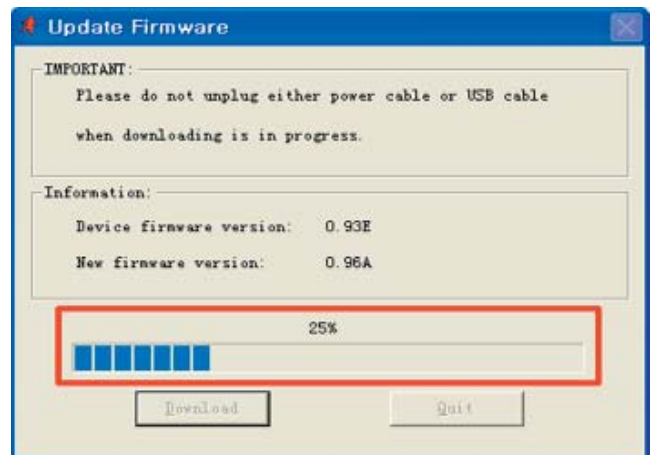 Update Firmware
IMPORTANT:
Please do not unplug either power cable or USB cable
when downloading is in progress.
Information:
Device firmware version: 0.93E
New firmware version: 0.96A
25%
Download Quit